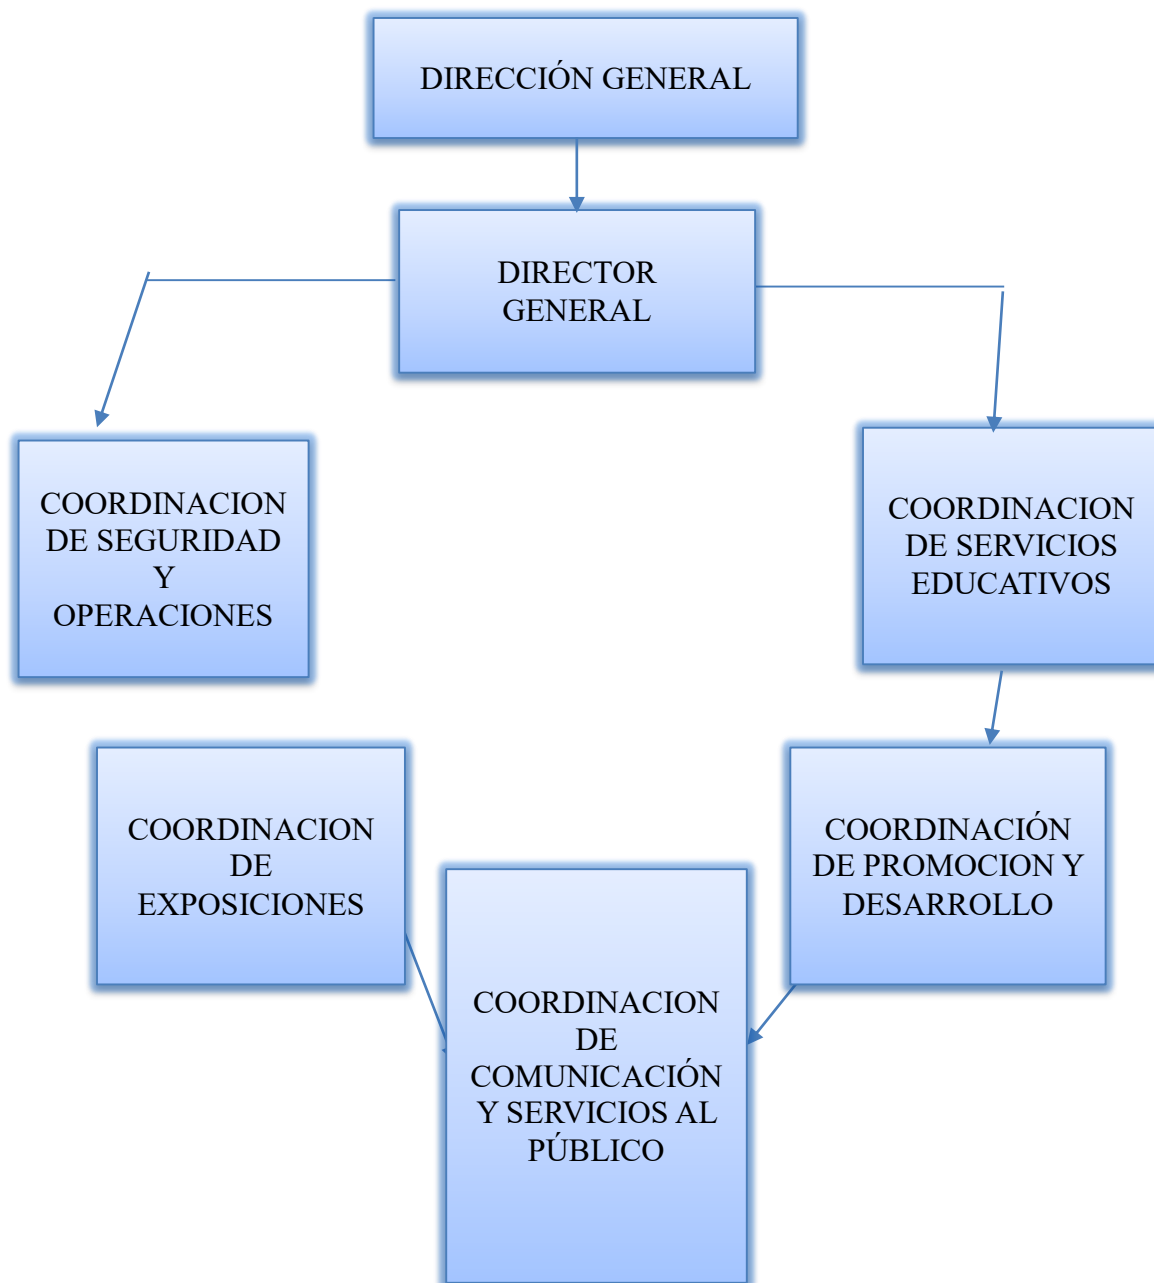 DIRECCIÓN GENERAL
DIRECTOR
GENERAL
COORDINACION
DE SEGURIDAD
Y
OPERACIONES
COORDINACION
DE SERVICIOS
EDUCATIVOS
COORDINACION
DE
EXPOSICIONES
COORDINACIÓN
DE PROMOCION Y
DESARROLLO
COORDINACION
DE
COMUNICACIÓN
Y SERVICIOS AL
PÚBLICO